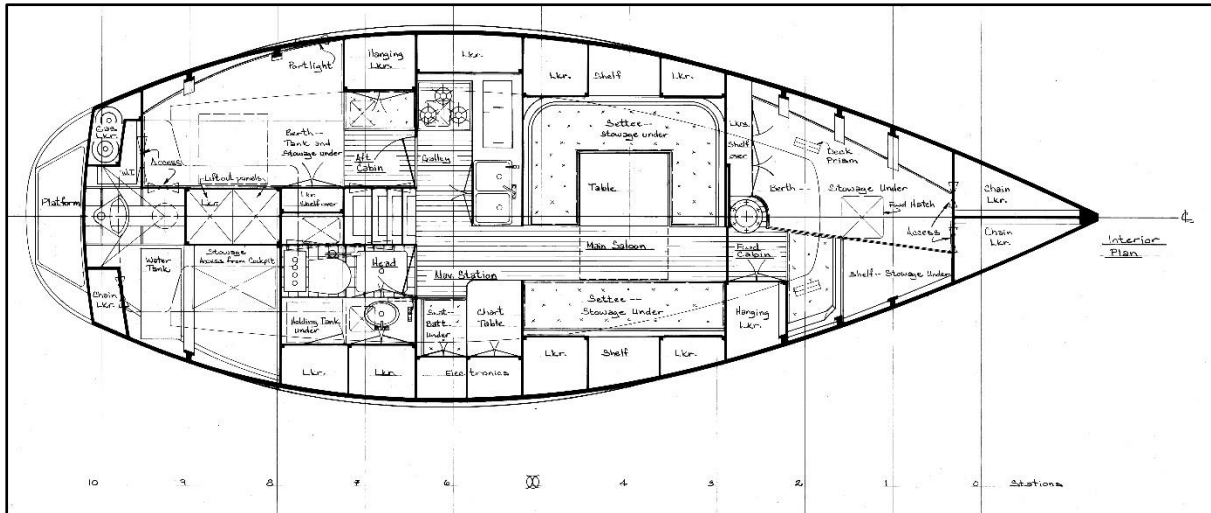 Portlight
Hanging
Lkr.
Lkr.
Lkr.
Shelf
Lkr.
Gas
Lkr.
Access
W.T.
Berth--
Tank and
Stowage
under
Aft.
Cabin
Galley
Settee--
Stowage under
Lkrs.
Shelf
over
Deck
Prism
Liftout panels
Lkr.
Lkr
Shelf over
Platform
Table
Berth--
Stowage Under
Fwd Hatch
Chain
Lkr.
Access
Chain
Lkr.
℄
Interior
Plan
Main Saloon
Fwd
Cabin
Water
Tank
Stowage
Access from Cockpit
Head
Nav. Station
Shelf-- Stowage Under
Chain
Lkr.
Holding Tank
under
Seat--
Batt
Under
Chart
Table
Settee--
Stowage Under
Hanging
Lkr.
Lkr.
Lkr.
Electronics
Lkr.
Shelf
Lkr.
10 9 8 7 6 4 3 2 1 0 Stations